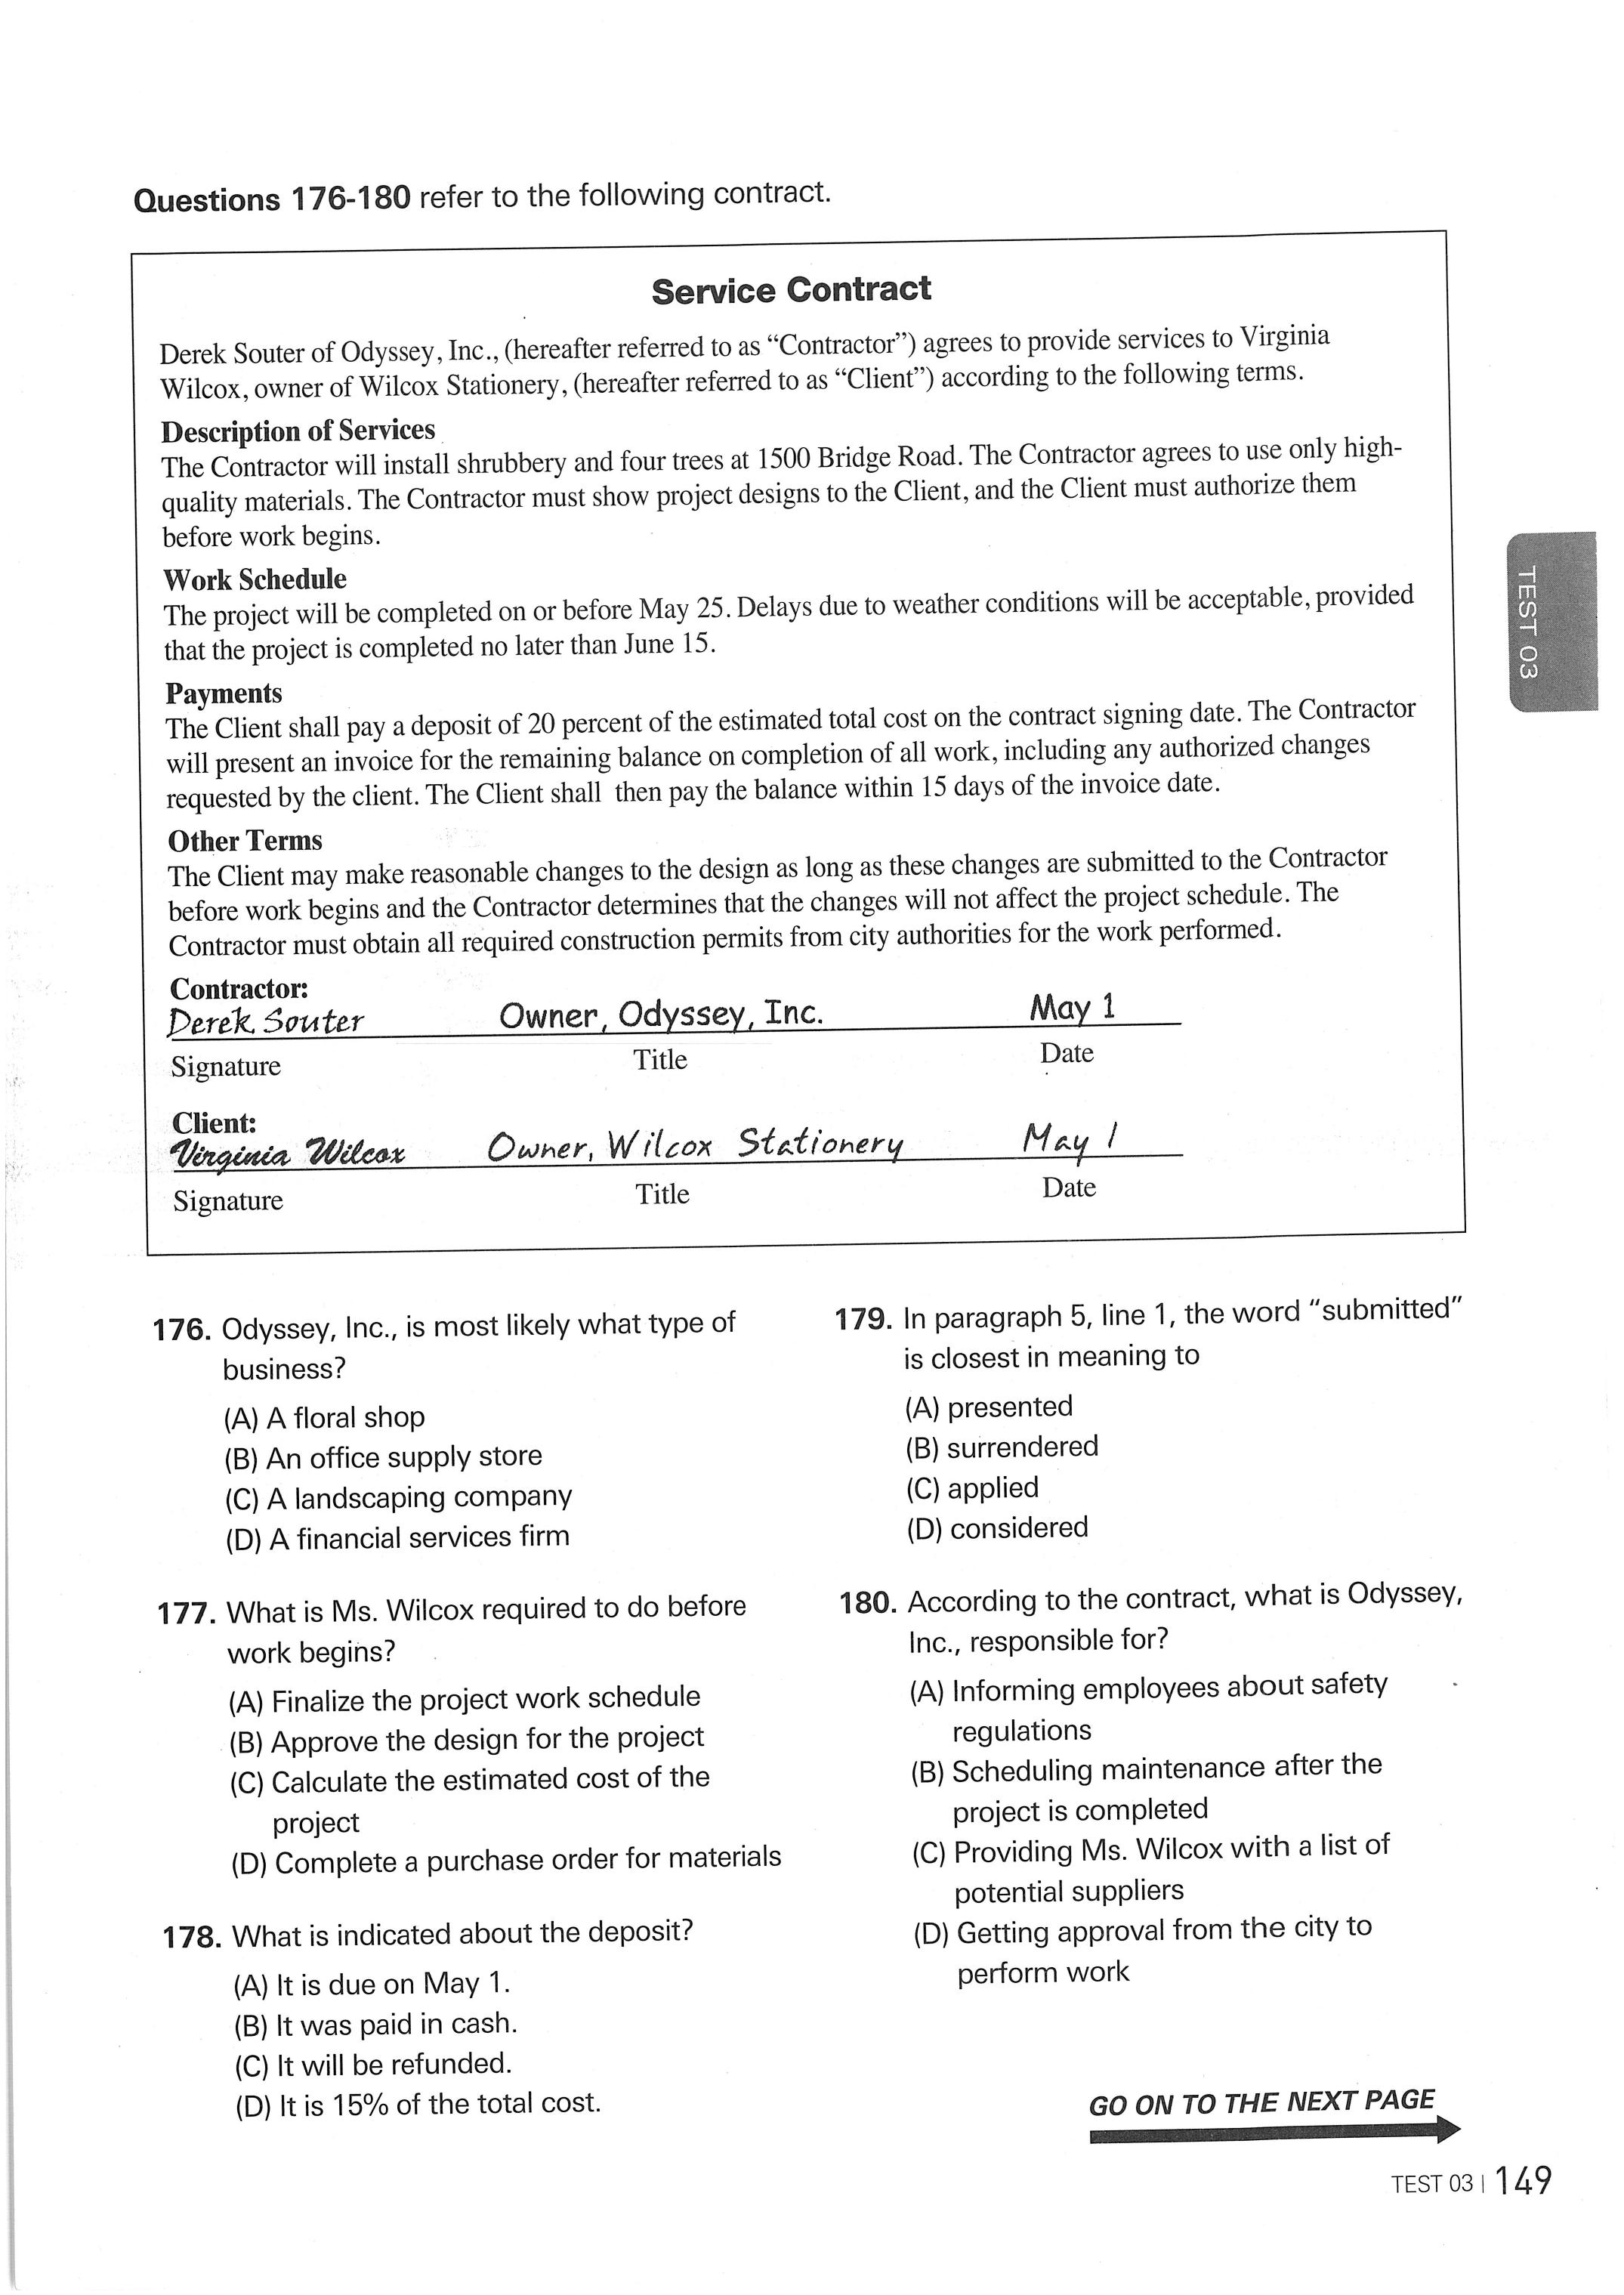 Questions 176-180 refer to the following contract.
Service Contract
Derek Souter of Odyssey, Inc., (hereafter referred to as “Contractor”) agrees to provide services to Virginia
Wilcox, owner of Wilcox Stationery, (hereafter referred to as “Client”) according to the following terms.
Description of Services
The Contractor will install shrubbery and four trees at 1500 Bridge Road. The Contractor agrees to use only high-
quality materials. The Contractor must show project designs to the Client, and the Client must authorize them
before work begins.
Work Schedule
The project will be completed on or before May 25. Delays due to weather conditions will be acceptable, provided
that the project is completed no later than June 15.
Payments
The Client shall pay a deposit of 20 percent of the estimated total cost on the contract signing date. The Contractor
will present an invoice for the remaining balance on completion of all work, including any authorized changes
requested by the client. The Client shall then pay the balance within 15 days of the invoice date.
Other Terms
The Client may make reasonable changes to the design as long as these changes are submitted to the Contractor
before work begins and the Contractor determines that the changes will not affect the project schedule. The
Contractor must obtain all required construction permits from city authorities for the work performed.
Contractor:
Derek Souter Owner, Odyssey, Inc. May 1
Signature Title Date
Client:
Virginia Wilcox Owner, Wilcox Stationery May 1
Signature Title Date
TEST 03
176. Odyssey, Inc., is most likely what type of
business?
(A) A floral shop
(B) An office supply store
(C) A landscaping company
(D) A financial services firm
177. What is Ms. Wilcox required to do before
work begins?
(A) Finalize the project work schedule
(B) Approve the design for the project
(C) Calculate the estimated cost of the
project
(D) Complete a purchase order for materials
178. What is indicated about the deposit?
(A) It is due on May 1.
(B) It was paid in cash.
(C) It will be refunded.
(D) It is 15% of the total cost.
179. In paragraph 5, line 1, the word “submitted”
is closest in meaning to
(A) presented
(B) surrendered
(C) applied
(D) considered
180. According to the contract, what is Odyssey,
Inc., responsible for?
(A) Informing employees about safety
regulations
(B) Scheduling maintenance after the
project is completed
(C) Providing Ms. Wilcox with a list of
potential suppliers
(D) Getting approval from the city to
perform work
GO ON TO THE NEXT PAGE
TEST 03 | 149